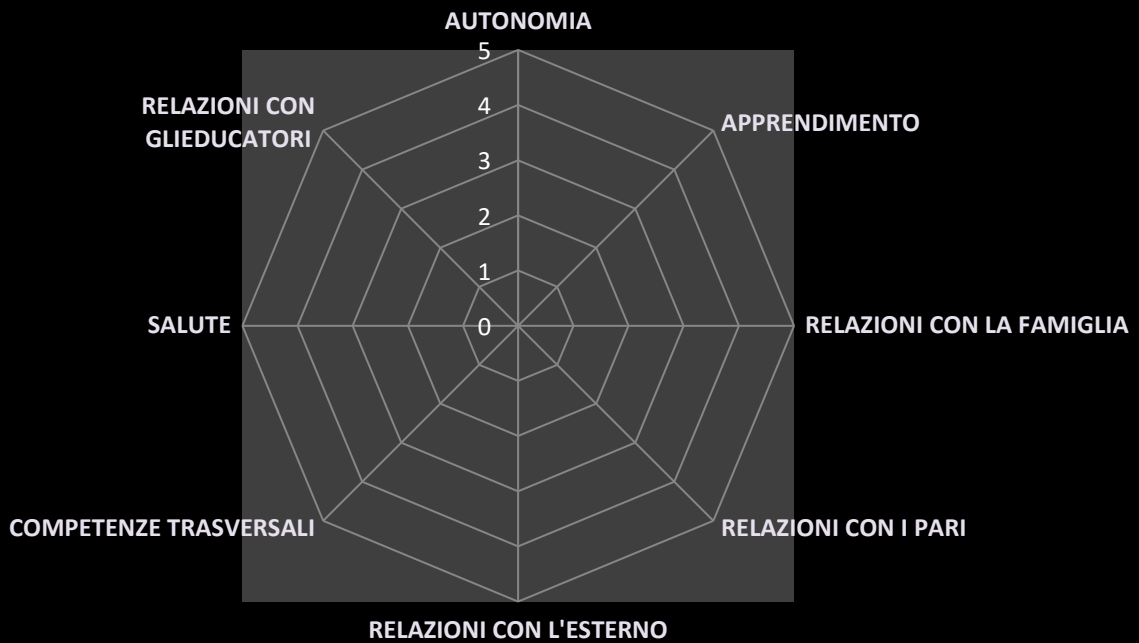 AUTONOMIA
5
RELAZIONI CON
GLIEDUCATORI
4
APPRENDIMENTO
3
2
1
SALUTE
0
RELAZIONI CON LA FAMIGLIA
COMPETENZE TRASVERSALI
RELAZIONI CON I PARI
RELAZIONI CON L'ESTERNO